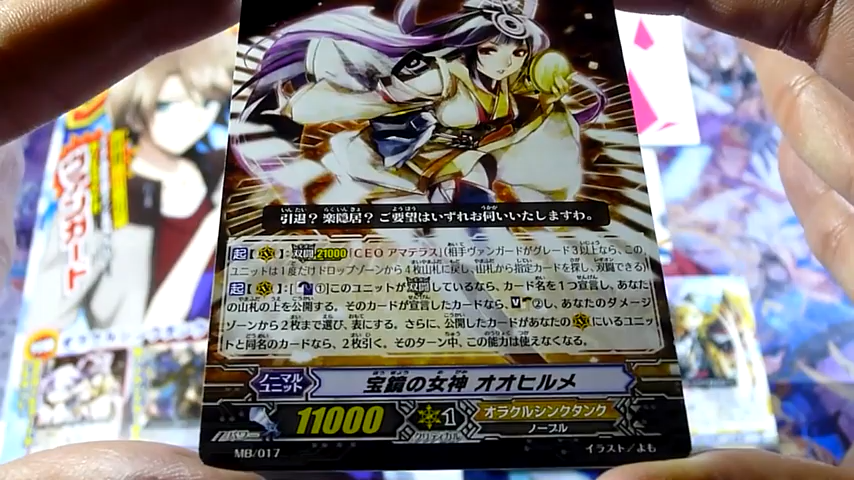 引退？楽隠居？ご要望はいずれお伺いいたしますわ。
起【 】：双闘21000「CEO アマテラス」(相手ヴァンガードがグレード３以上なら、この
ユニットは１度だけドロップゾーンから４枚山札に戻し、山札から指定カードを探し、双闘できる)
起【 】：[ ①]このユニットが双闘しているなら、カード名を１つ宣言し、あなた
の山札の上を公開する。そのカードが宣言したカードなら、V ②し、あなたのダメージ
ゾーンから２枚まで選び、表にする。さらに、公開したカードがあなたの にいるユニッ
トと同名のカードなら、２枚引く。そのターン中、この能力は使えなくなる。
ノーマル
ユニット
宝鏡の女神 オオヒルメ
パワー
11000
1
クリティカル
オラクルシンクタンク
ノーブル
MB/017
イラスト／よも
ヴァンガート